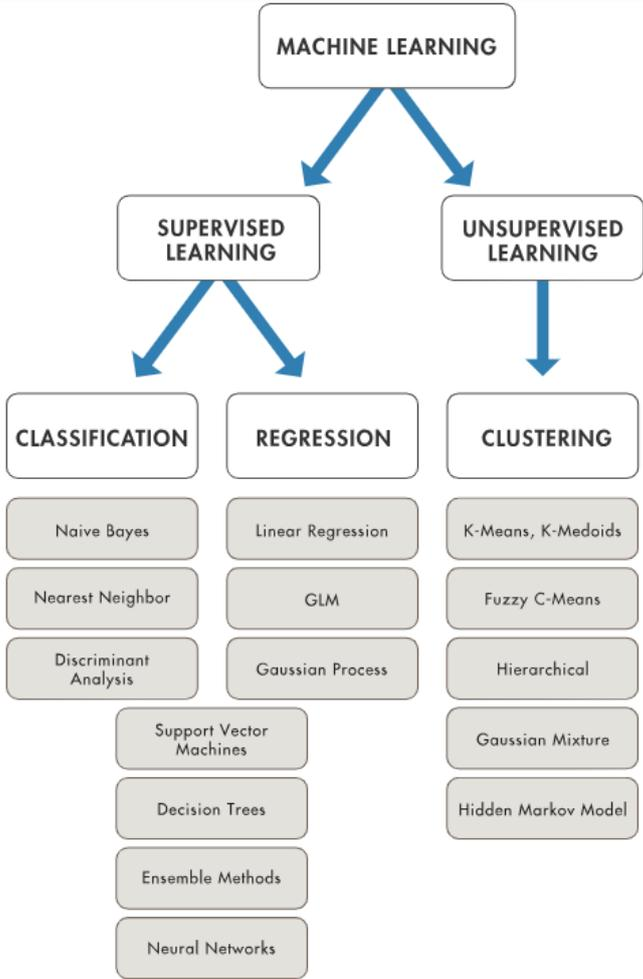 MACHINE LEARNING
SUPERVISED
LEARNING
UNSUPERVISED
LEARNING
CLASSIFICATION
REGRESSION
CLUSTERING
Naive Bayes
Linear Regression
K-Means, K-Medoids
Nearest Neighbor
GLM
Fuzzy C-Means
Discriminant
Analysis
Gaussian Process
Hierarchical
Support Vector
Machines
Gaussian Mixture
Decision Trees
Hidden Markov Model
Ensemble Methods
Neural Networks